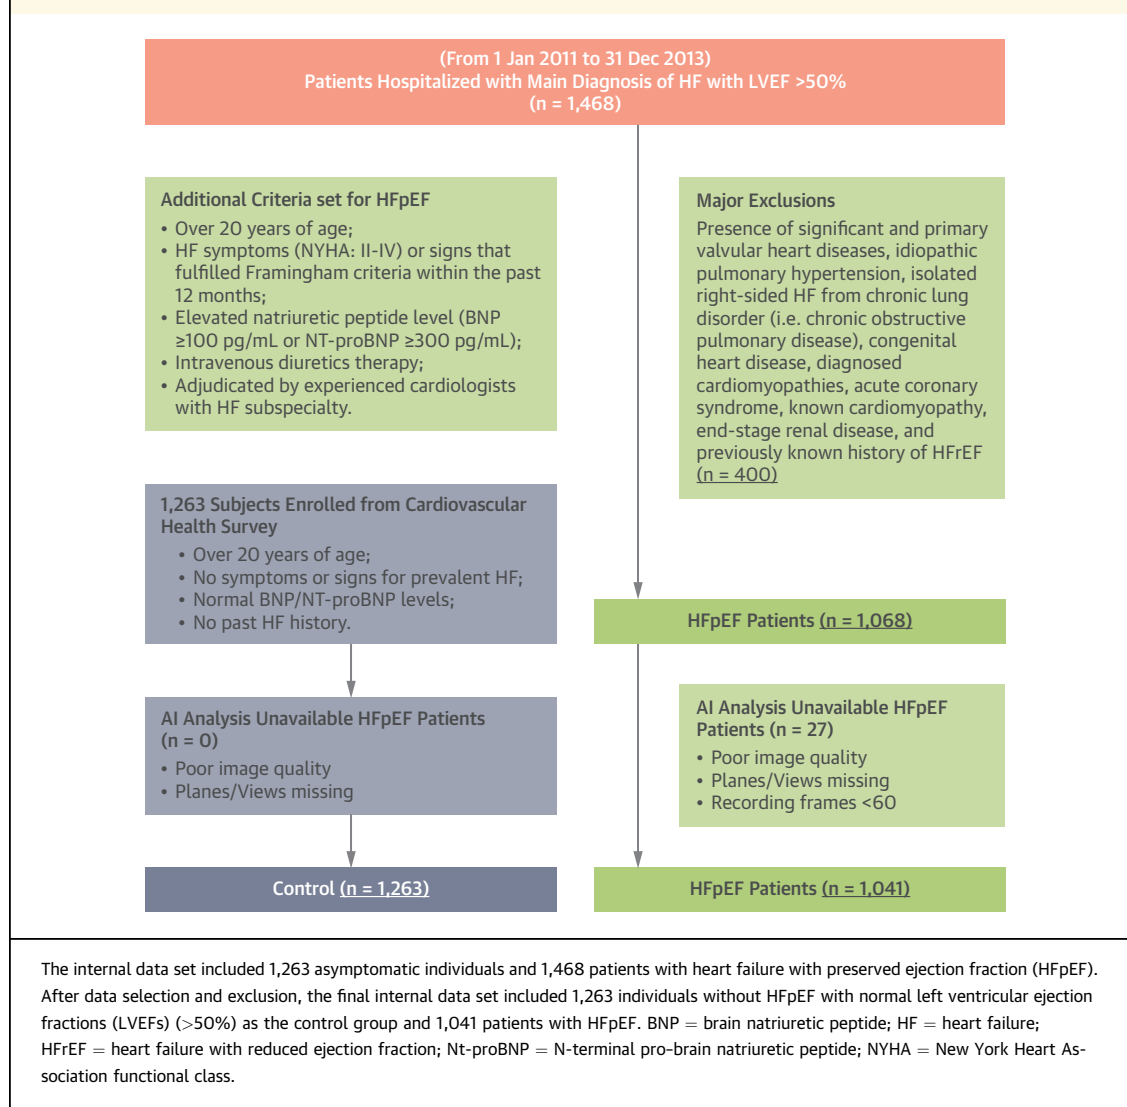 (From 1 Jan 2011 to 31 Dec 2013)
Patients Hospitalized with Main Diagnosis of HF with LVEF >50%
(n = 1,468)
Additional Criteria set for HFpEF
• Over 20 years of age;
• HF symptoms (NYHA: II-IV) or signs that
fulfilled Framingham criteria within the past
12 months;
• Elevated natriuretic peptide level (BNP
≥100 pg/mL or NT-proBNP ≥300 pg/mL);
• Intravenous diuretics therapy;
• Adjudicated by experienced cardiologists
with HF subspecialty.
Major Exclusions
Presence of significant and primary
valvular heart diseases, idiopathic
pulmonary hypertension, isolated
right-sided HF from chronic lung
disorder (i.e. chronic obstructive
pulmonary disease), congenital
heart disease, diagnosed
cardiomyopathies, acute coronary
syndrome, known cardiomyopathy,
end-stage renal disease, and
previously known history of HFrEF
(n = 400)
1,263 Subjects Enrolled from Cardiovascular
Health Survey
• Over 20 years of age;
• No symptoms or signs for prevalent HF;
• Normal BNP/NT-proBNP levels;
• No past HF history.
HFpEF Patients (n = 1,068)
AI Analysis Unavailable HFpEF Patients
(n = 0)
• Poor image quality
• Planes/Views missing
AI Analysis Unavailable HFpEF
Patients (n = 27)
• Poor image quality
• Planes/Views missing
• Recording frames <60
Control (n = 1,263)
HFpEF Patients (n = 1,041)
The internal data set included 1,263 asymptomatic individuals and 1,468 patients with heart failure with preserved ejection fraction (HFpEF).
After data selection and exclusion, the final internal data set included 1,263 individuals without HFpEF with normal left ventricular ejection
fractions (LVEFs) (>50%) as the control group and 1,041 patients with HFpEF. BNP = brain natriuretic peptide; HF = heart failure;
HFrEF = heart failure with reduced ejection fraction; Nt-proBNP = N-terminal pro–brain natriuretic peptide; NYHA = New York Heart As-
sociation functional class.